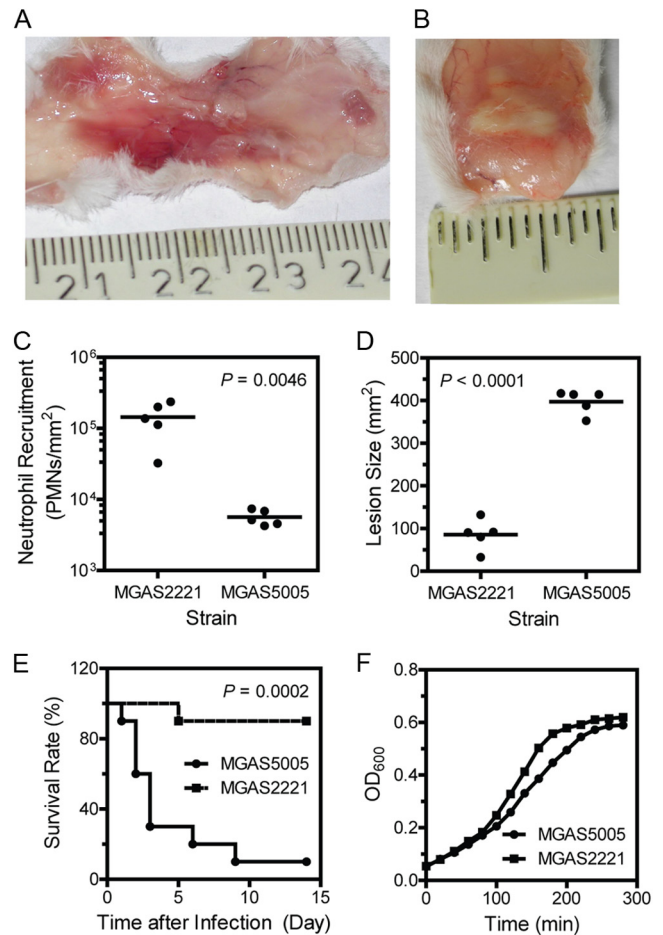 A
B
21 22 23 24
C
Neutrophil Recruitment
(PMNs/mm²)
10⁶
10⁵
10⁴
10³
P = 0.0046
MGAS2221 MGAS5005
Strain
D
Lesion Size (mm²)
500
400
300
200
100
0
P < 0.0001
MGAS2221 MGAS5005
Strain
E
Survival Rate (%)
120
80
40
0
P = 0.0002
MGAS5005
MGAS2221
0 5 10 15
Time after Infection (Day)
F
OD₆₀₀
0.8
0.6
0.4
0.2
0.0
MGAS5005
MGAS2221
0 100 200 300
Time (min)